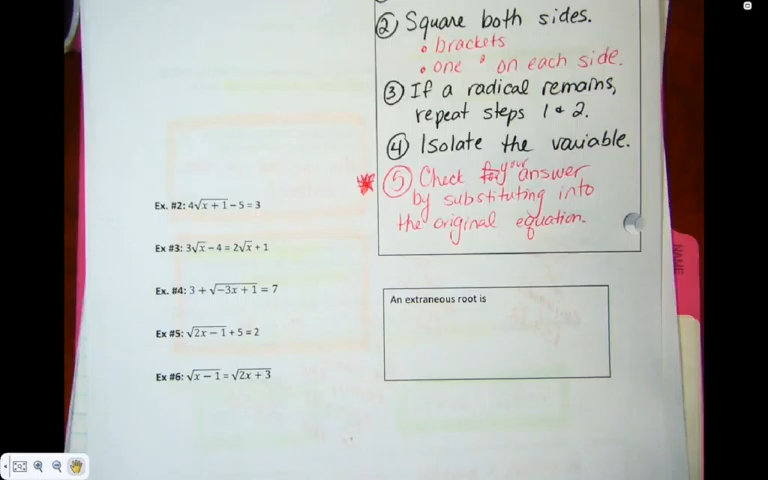 ② Square both sides.
• brackets
• one ² on each side.
③ If a radical remains,
repeat steps 1 & 2.
④ Isolate the variable.
⑤ Check your answer
by substituting into
the original equation.
Ex. #2: 4√(x + 1) – 5 = 3
Ex #3: 3√x – 4 = 2√x + 1
Ex. #4: 3 + √(−3x + 1) = 7
Ex #5: √(2x − 1) + 5 = 2
Ex #6: √(x − 1) = √(2x + 3)
An extraneous root is
NAME